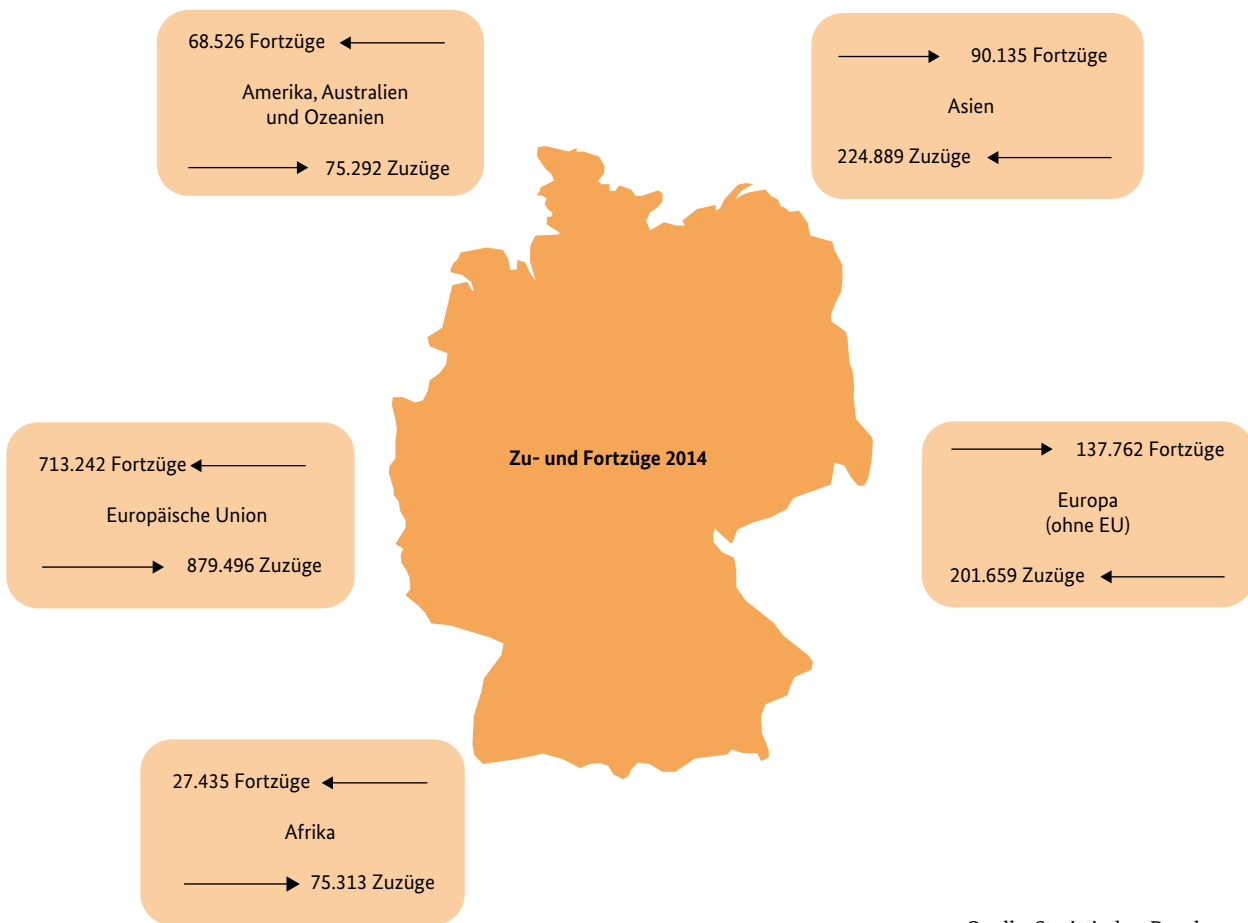 68.526 Fortzüge
Amerika, Australien
und Ozeanien
75.292 Zuzüge
90.135 Fortzüge
Asien
224.889 Zuzüge
713.242 Fortzüge
Europäische Union
879.496 Zuzüge
Zu- und Fortzüge 2014
137.762 Fortzüge
Europa
(ohne EU)
201.659 Zuzüge
27.435 Fortzüge
Afrika
75.313 Zuzüge